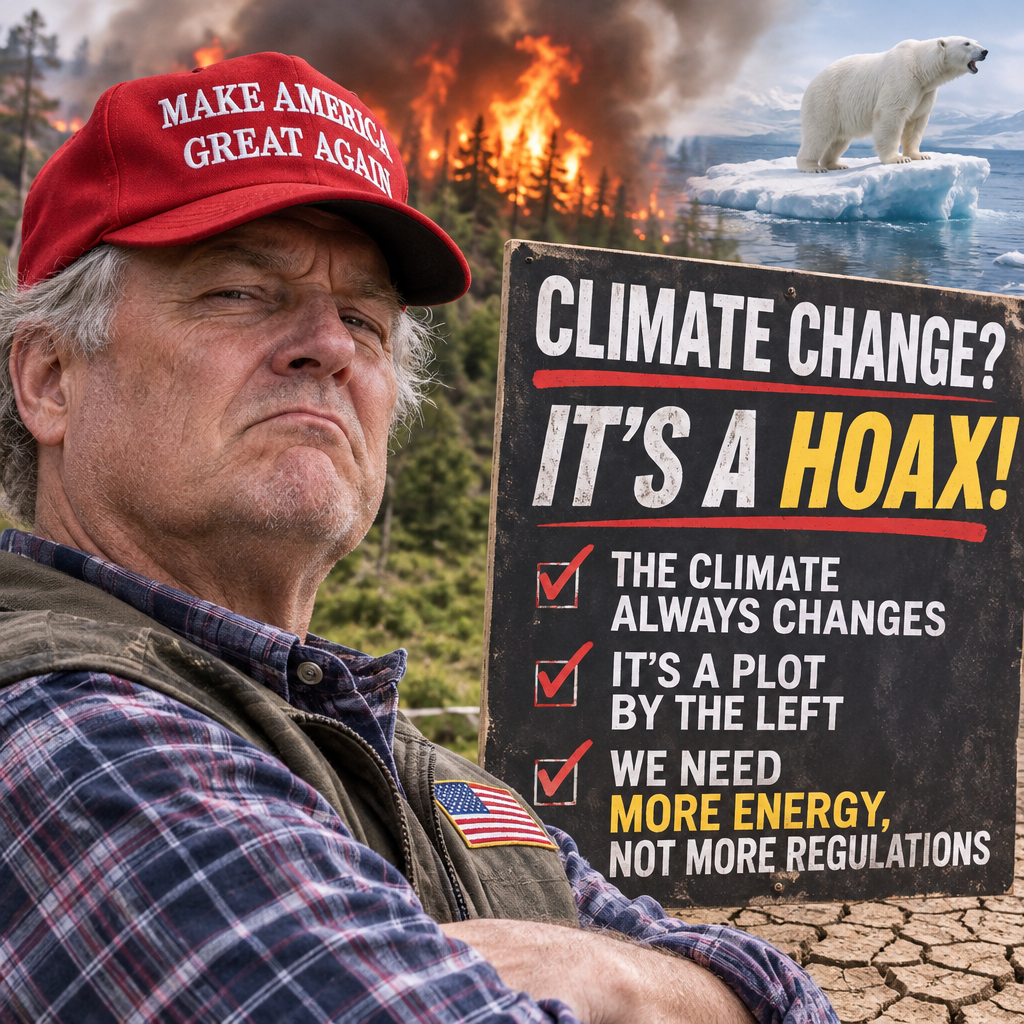 MAKE AMERICA
GREAT AGAIN
CLIMATE CHANGE?
IT'S A HOAX!
THE CLIMATE
ALWAYS CHANGES
IT'S A PLOT
BY THE LEFT
WE NEED
MORE ENERGY,
NOT MORE REGULATIONS